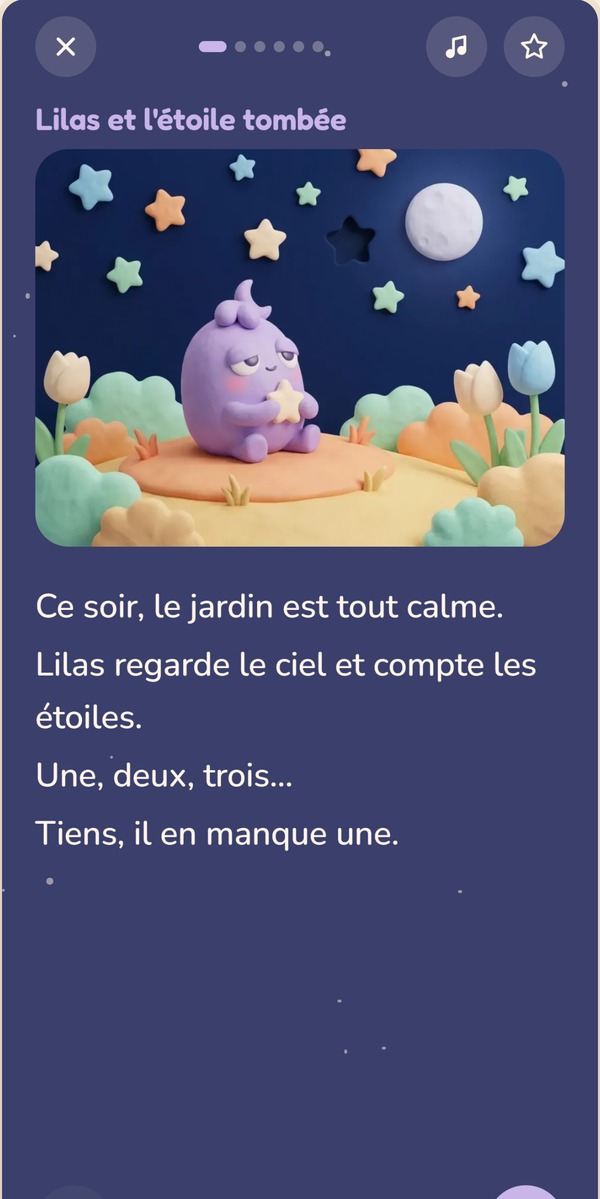 Lilas et l'étoile tombée
Ce soir, le jardin est tout calme.
Lilas regarde le ciel et compte les
étoiles.
Une, deux, trois...
Tiens, il en manque une.